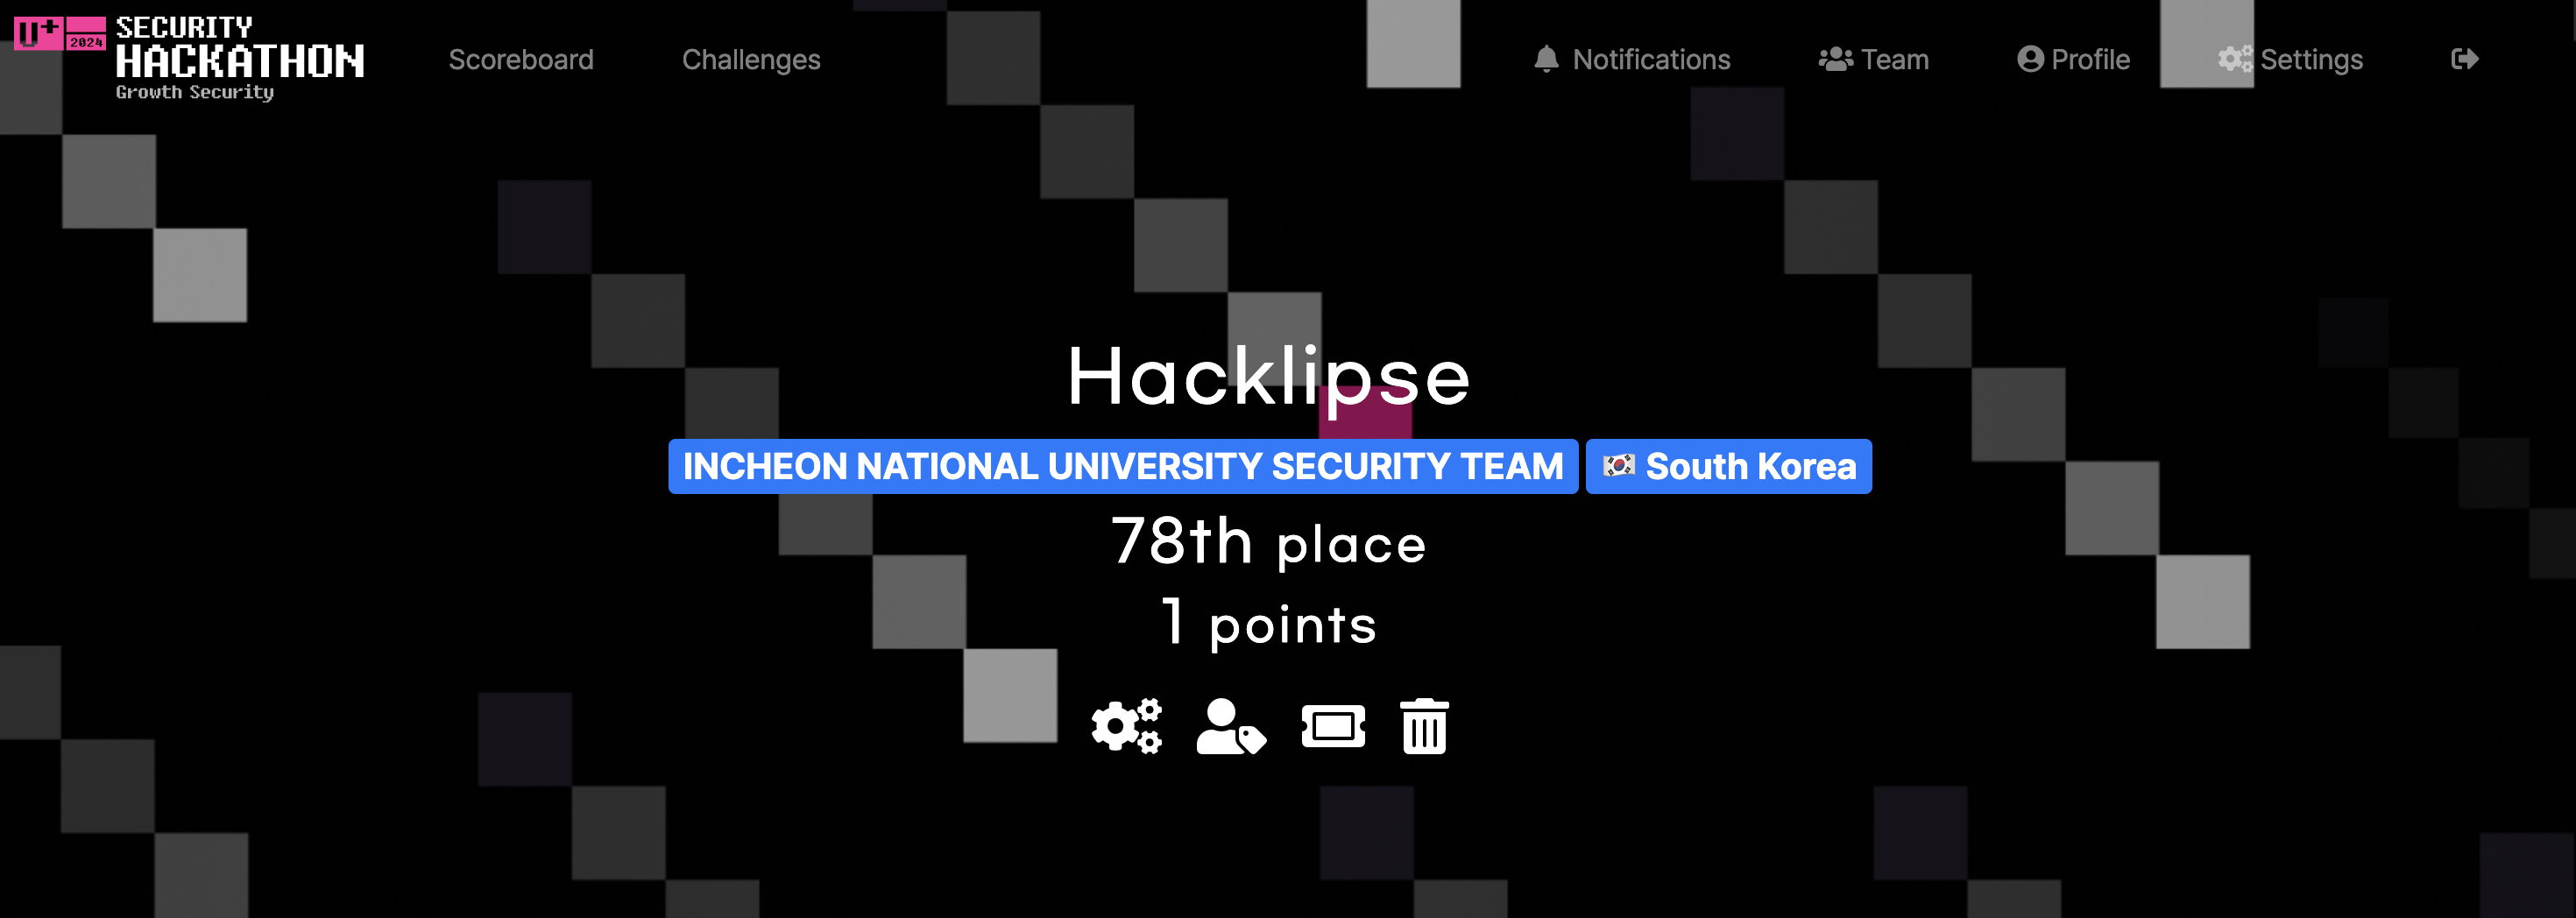 U+
2024
SECURITY
HACKATHON
Growth Security
Scoreboard
Challenges
Notifications
Team
Profile
Settings
Hacklipse
INCHEON NATIONAL UNIVERSITY SECURITY TEAM
🇰🇷 South Korea
78th place
1 points